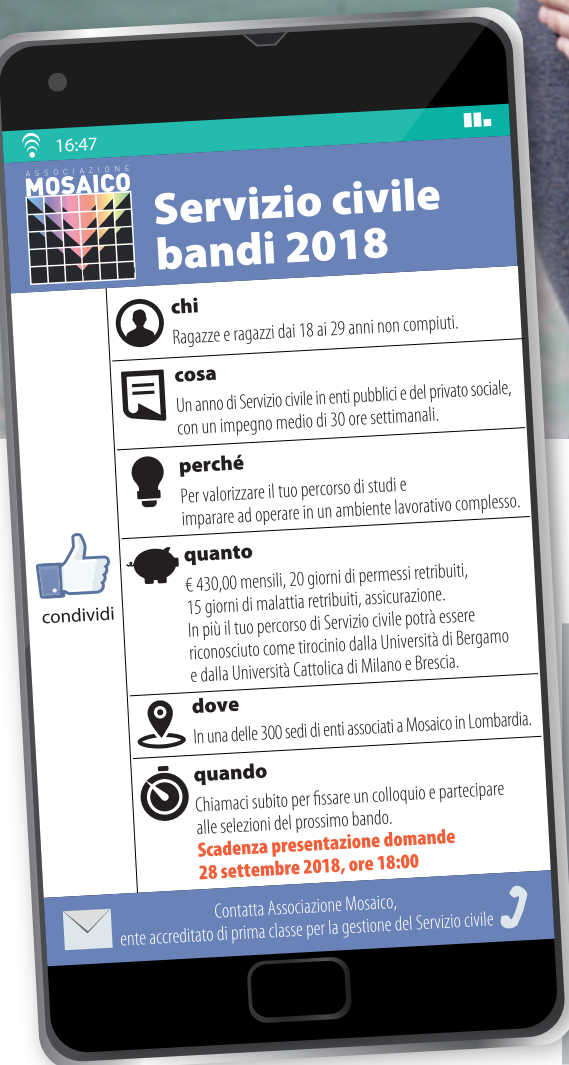 16:47
ASSOCIAZIONE
MOSAICO
Servizio civile
bandi 2018
chi
Ragazze e ragazzi dai 18 ai 29 anni non compiuti.
cosa
Un anno di Servizio civile in enti pubblici e del privato sociale,
con un impegno medio di 30 ore settimanali.
perché
Per valorizzare il tuo percorso di studi e
imparare ad operare in un ambiente lavorativo complesso.
condividi
quanto
€ 430,00 mensili, 20 giorni di permessi retribuiti,
15 giorni di malattia retribuiti, assicurazione.
In più il tuo percorso di Servizio civile potrà essere
riconosciuto come tirocinio dalla Università di Bergamo
e dalla Università Cattolica di Milano e Brescia.
dove
In una delle 300 sedi di enti associati a Mosaico in Lombardia.
quando
Chiamaci subito per fissare un colloquio e partecipare
alle selezioni del prossimo bando.
Scadenza presentazione domande
28 settembre 2018, ore 18:00
Contatta Associazione Mosaico,
ente accreditato di prima classe per la gestione del Servizio civile